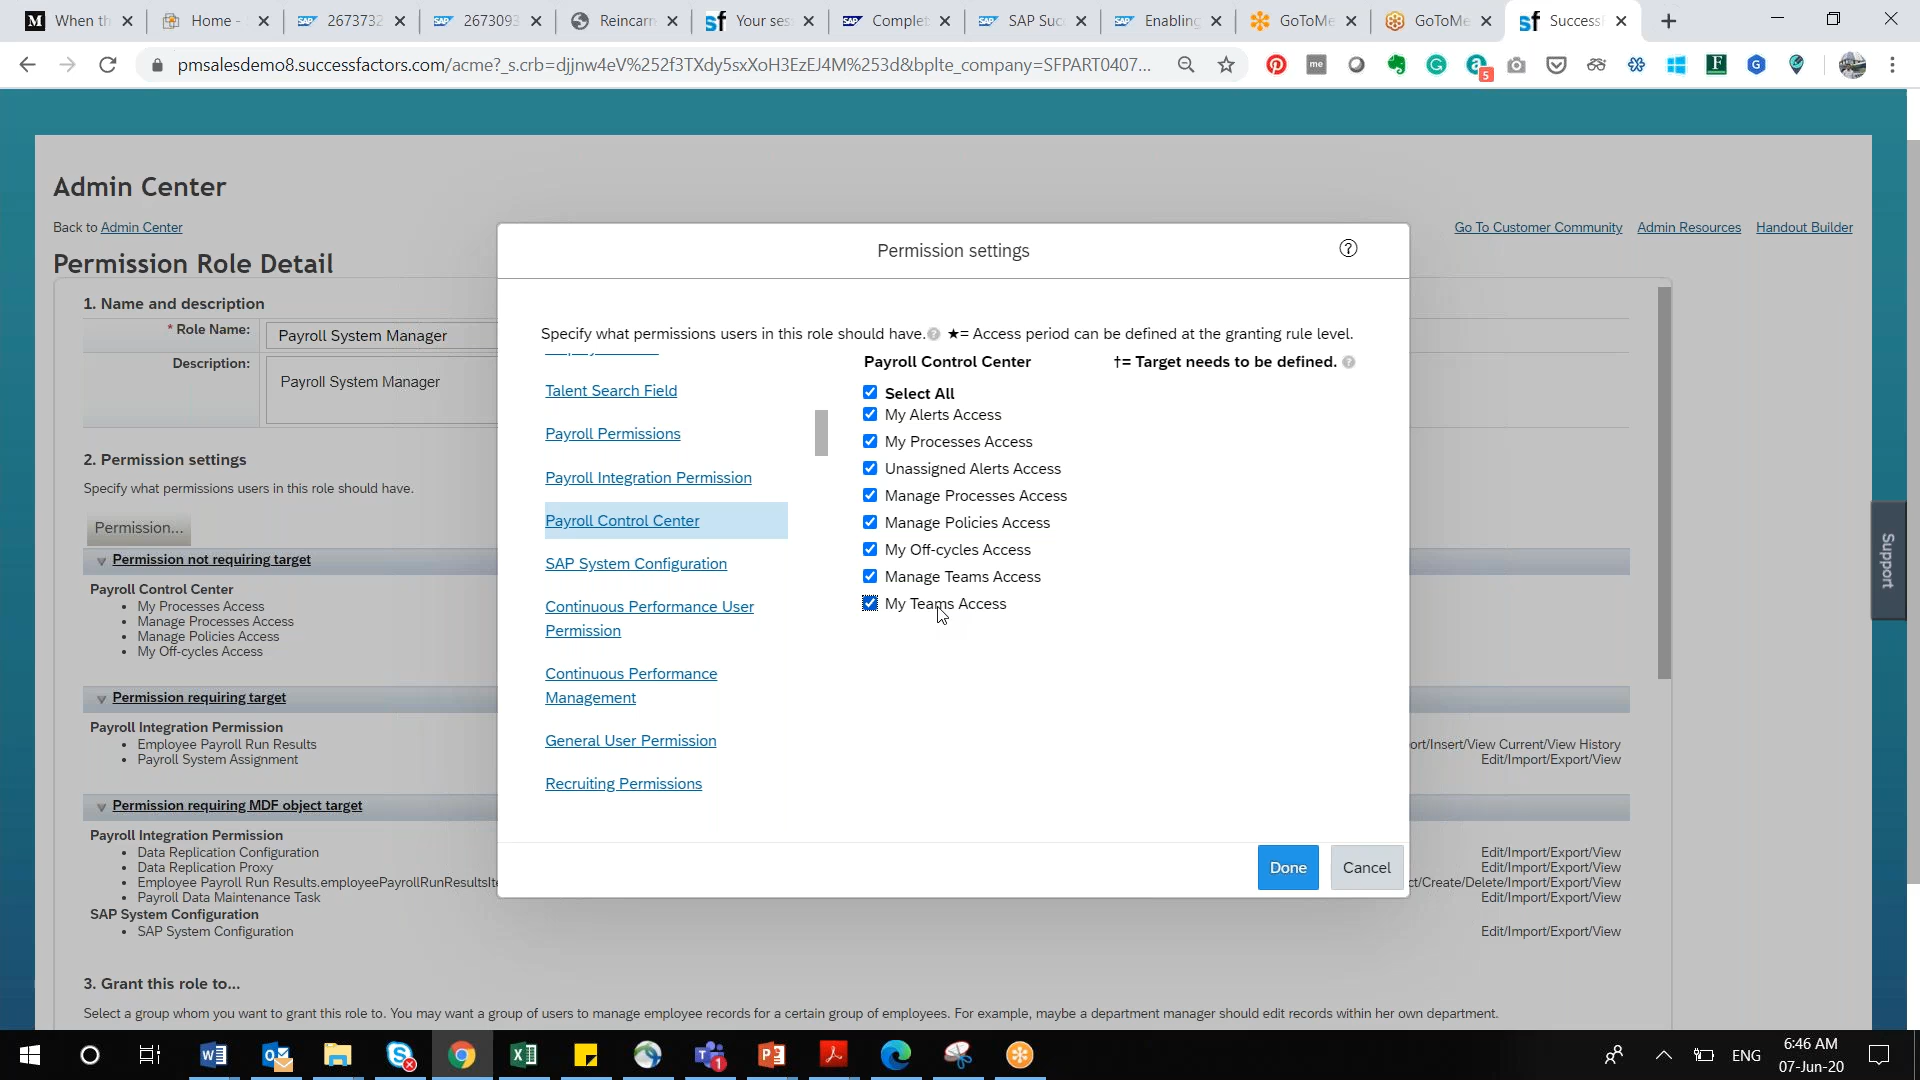 When th
Home -
2673732
2673093
Reincarn
Your ses
Complet
SAP Suc
Enabling
GoToMe
GoToMe
Successf
pmsalesdemo8.successfactors.com/acme?_s.crb=djjnw4eV%252f3TXdy5sxXoH3EzEJ4M%253d&bplte_company=SFPART0407...
Admin Center
Back to Admin Center
Go To Customer Community Admin Resources Handout Builder
Permission Role Detail
1. Name and description
* Role Name: Payroll System Manager
Description: Payroll System Manager
2. Permission settings
Specify what permissions users in this role should have.
Permission...
Permission not requiring target
Payroll Control Center
• My Processes Access
• Manage Processes Access
• Manage Policies Access
• My Off-cycles Access
Permission requiring target
Payroll Integration Permission
• Employee Payroll Run Results ort/Insert/View Current/View History
• Payroll System Assignment Edit/Import/Export/View
Permission requiring MDF object target
Payroll Integration Permission
• Data Replication Configuration Edit/Import/Export/View
• Data Replication Proxy Edit/Import/Export/View
• Employee Payroll Run Results.employeePayrollRunResultsIte ct/Create/Delete/Import/Export/View
• Payroll Data Maintenance Task Edit/Import/Export/View
SAP System Configuration
• SAP System Configuration Edit/Import/Export/View
3. Grant this role to...
Select a group whom you want to grant this role to. You may want a group of users to manage employee records for a certain group of employees. For example, maybe a department manager should edit records within her own department.
Permission settings
Specify what permissions users in this role should have. ★= Access period can be defined at the granting rule level.
Talent Search Field
Payroll Permissions
Payroll Integration Permission
Payroll Control Center
SAP System Configuration
Continuous Performance User
Permission
Continuous Performance
Management
General User Permission
Recruiting Permissions
Payroll Control Center †= Target needs to be defined.
Select All
My Alerts Access
My Processes Access
Unassigned Alerts Access
Manage Processes Access
Manage Policies Access
My Off-cycles Access
Manage Teams Access
My Teams Access
Done Cancel
Support
ENG
6:46 AM
07-Jun-20